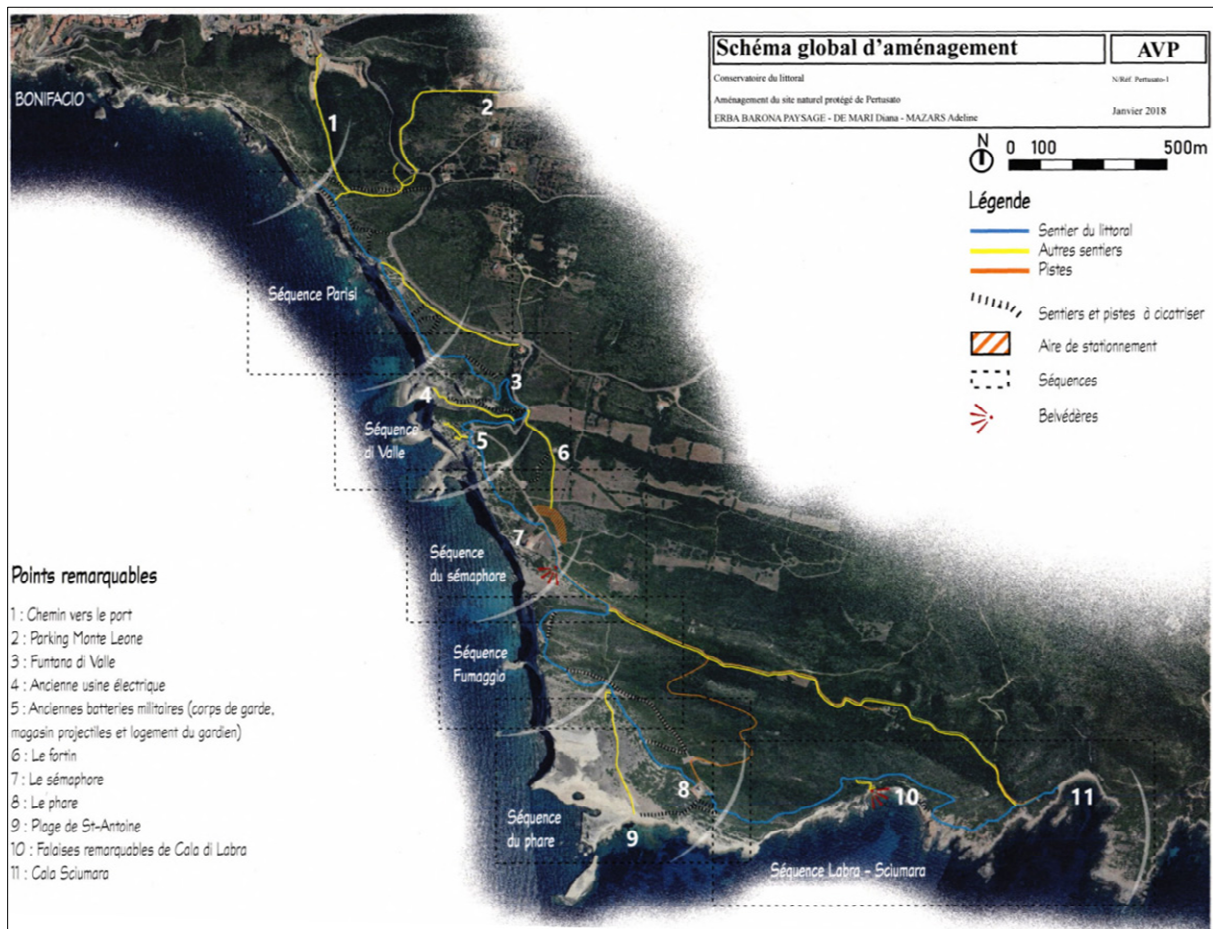 Schéma global d'aménagement
AVP
Conservatoire du littoral
N/Réf: Pertusato-1
Aménagement du site naturel protégé de Pertusato
Janvier 2018
ERBA BARONA PAYSAGE - DE MARI Diana - MAZARS Adeline
N
0 100 500m
Légende
Sentier du littoral
Autres sentiers
Pistes
Sentiers et pistes à cicatriser
Aire de stationnement
Séquences
Belvédères
BONIFACIO
1
2
Séquence Parisi
3
4
Séquence
di Valle
5
6
7
Séquence
du sémaphore
Séquence
Fumaggio
8
9
10
11
Séquence
du phare
Séquence Labra - Sciumara
Points remarquables
1 : Chemin vers le port
2 : Parking Monte Leone
3 : Funtana di Valle
4 : Ancienne usine électrique
5 : Anciennes batteries militaires (corps de garde,
magasin projectiles et logement du gardien)
6 : Le fortin
7 : Le sémaphore
8 : Le phare
9 : Plage de St-Antoine
10 : Falaises remarquables de Cala di Labra
11 : Cala Sciumara